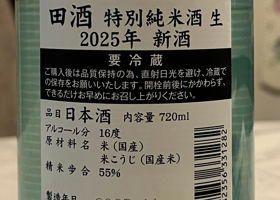 田酒 特別純米酒 生
2025年 新酒
要冷蔵
ご購入後は品質保持の為、直射日光を避け、冷蔵で
の保存をお願いいたします。開栓前後にかかわらず、
できるだけお早めにお召し上がりください。
品目 日本酒 内容量 720ml
アルコール分 16度
原材料名 米(国産)
米こうじ(国産米)
精米歩合 55%
製造年月
2356331282